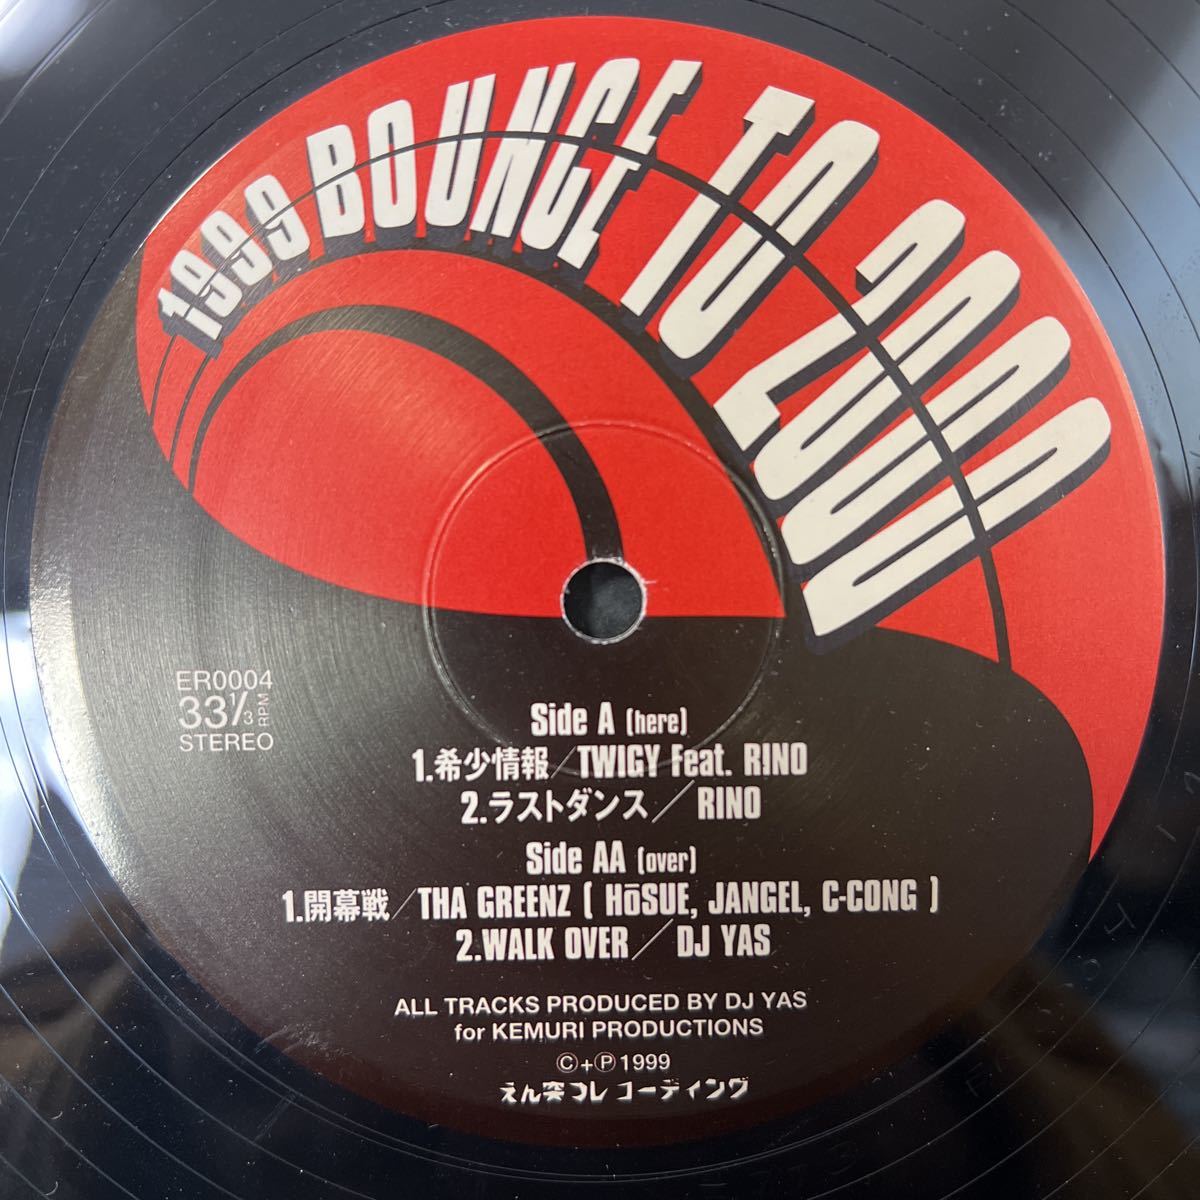 1999 BOUNCE TO 2000
ER0004
33 1/3 RPM
STEREO
Side A (here)
1.希少情報／TWIGY Feat. RINO
2.ラストダンス／RINO
Side AA (over)
1.開幕戦／THA GREENZ ( HōSUE, JANGEL, C-CONG )
2.WALK OVER／DJ YAS
ALL TRACKS PRODUCED BY DJ YAS
for KEMURI PRODUCTIONS
©+℗1999
えん突コレコーディング